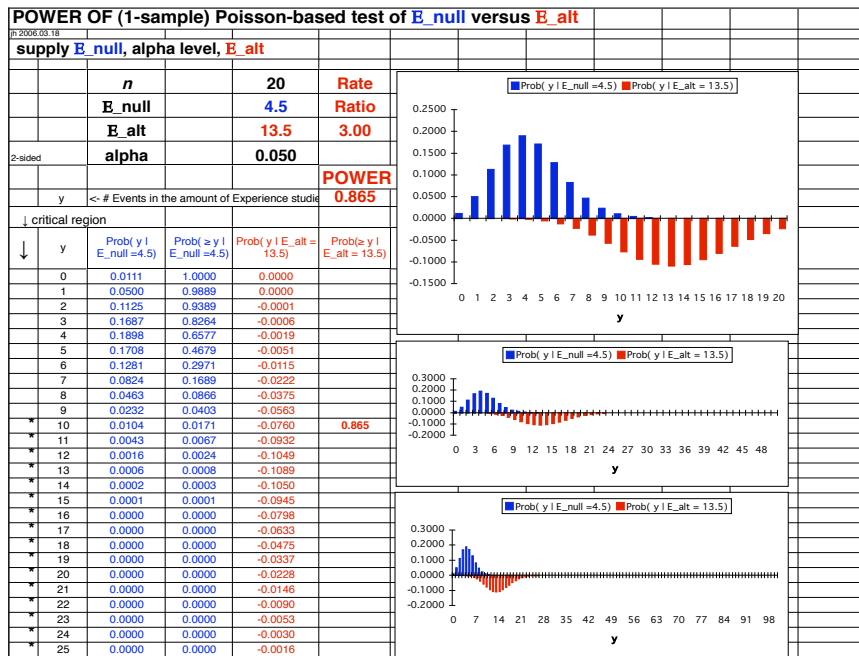 POWER OF (1-sample) Poisson-based test of E_null versus E_alt
jh 2006.03.18
supply E_null, alpha level, E_alt
n 20 Rate
E_null 4.5 Ratio
E_alt 13.5 3.00
2-sided alpha 0.050
POWER
y <- # Events in the amount of Experience studie 0.865
↓ critical region
↓ y Prob( y | E_null =4.5) Prob( ≥ y | E_null =4.5) Prob( y | E_alt = 13.5) Prob(≥ y | E_alt = 13.5)
0 0.0111 1.0000 0.0000
1 0.0500 0.9889 0.0000
2 0.1125 0.9389 -0.0001
3 0.1687 0.8264 -0.0006
4 0.1898 0.6577 -0.0019
5 0.1708 0.4679 -0.0051
6 0.1281 0.2971 -0.0115
7 0.0824 0.1689 -0.0222
8 0.0463 0.0866 -0.0375
9 0.0232 0.0403 -0.0563
* 10 0.0104 0.0171 -0.0760 0.865
* 11 0.0043 0.0067 -0.0932
* 12 0.0016 0.0024 -0.1049
* 13 0.0006 0.0008 -0.1089
* 14 0.0002 0.0003 -0.1050
* 15 0.0001 0.0001 -0.0945
* 16 0.0000 0.0000 -0.0798
* 17 0.0000 0.0000 -0.0633
* 18 0.0000 0.0000 -0.0475
* 19 0.0000 0.0000 -0.0337
* 20 0.0000 0.0000 -0.0228
* 21 0.0000 0.0000 -0.0146
* 22 0.0000 0.0000 -0.0090
* 23 0.0000 0.0000 -0.0053
* 24 0.0000 0.0000 -0.0030
* 25 0.0000 0.0000 -0.0016
Prob( y | E_null =4.5) Prob( y | E_alt = 13.5)
0.2500
0.2000
0.1500
0.1000
0.0500
0.0000
-0.0500
-0.1000
-0.1500
0 1 2 3 4 5 6 7 8 9 10 11 12 13 14 15 16 17 18 19 20
y
Prob( y | E_null =4.5) Prob( y | E_alt = 13.5)
0.3000
0.2000
0.1000
0.0000
-0.1000
-0.2000
0 3 6 9 12 15 18 21 24 27 30 33 36 39 42 45 48
y
Prob( y | E_null =4.5) Prob( y | E_alt = 13.5)
0.3000
0.2000
0.1000
0.0000
-0.1000
-0.2000
0 7 14 21 28 35 42 49 56 63 70 77 84 91 98
y